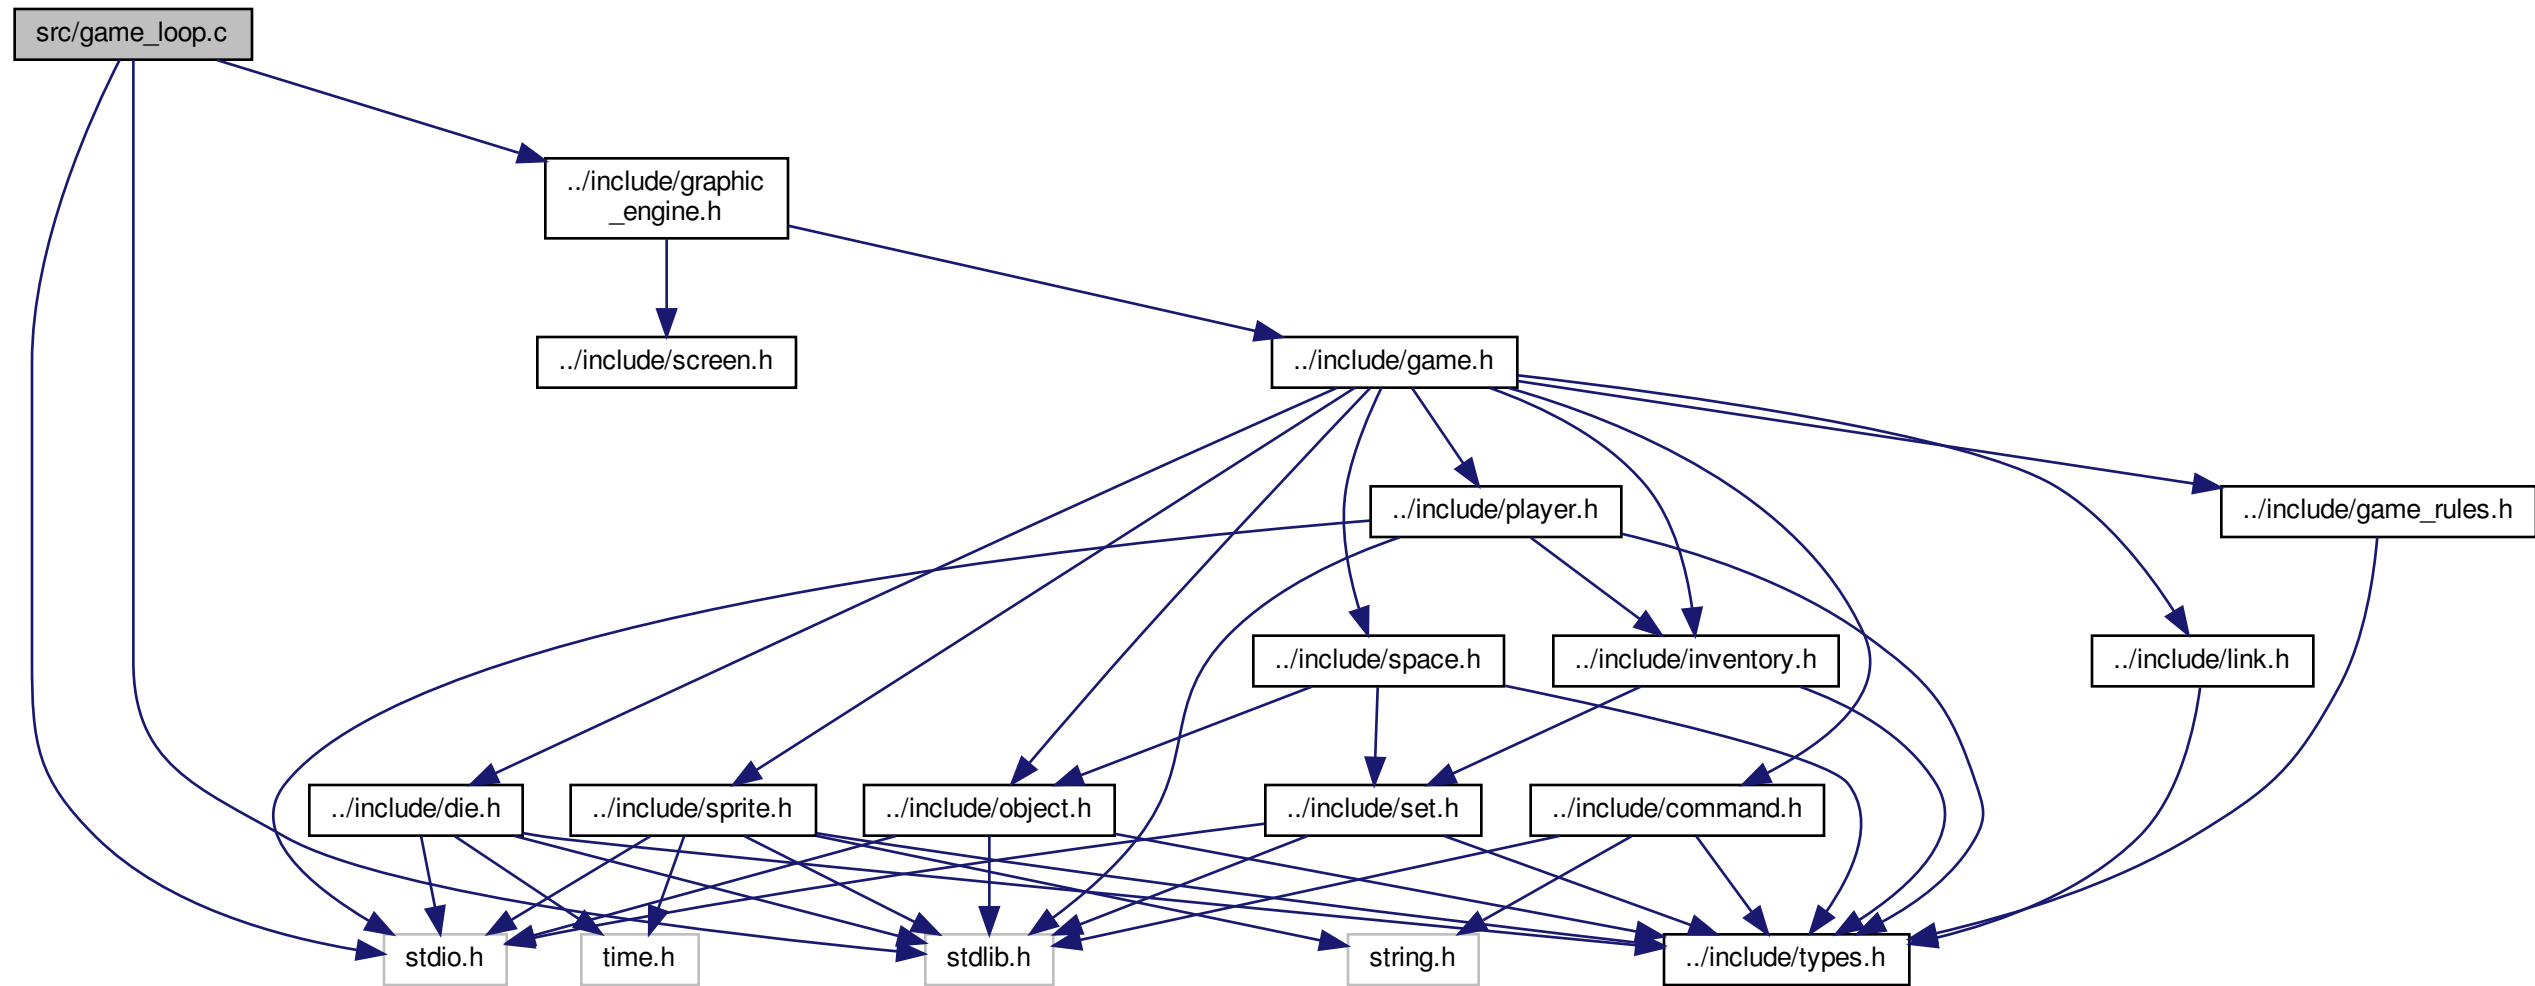 src/game_loop.c
../include/graphic
_engine.h
../include/screen.h
../include/game.h
../include/player.h
../include/game_rules.h
../include/space.h
../include/inventory.h
../include/link.h
../include/die.h
../include/sprite.h
../include/object.h
../include/set.h
../include/command.h
stdio.h
time.h
stdlib.h
string.h
../include/types.h